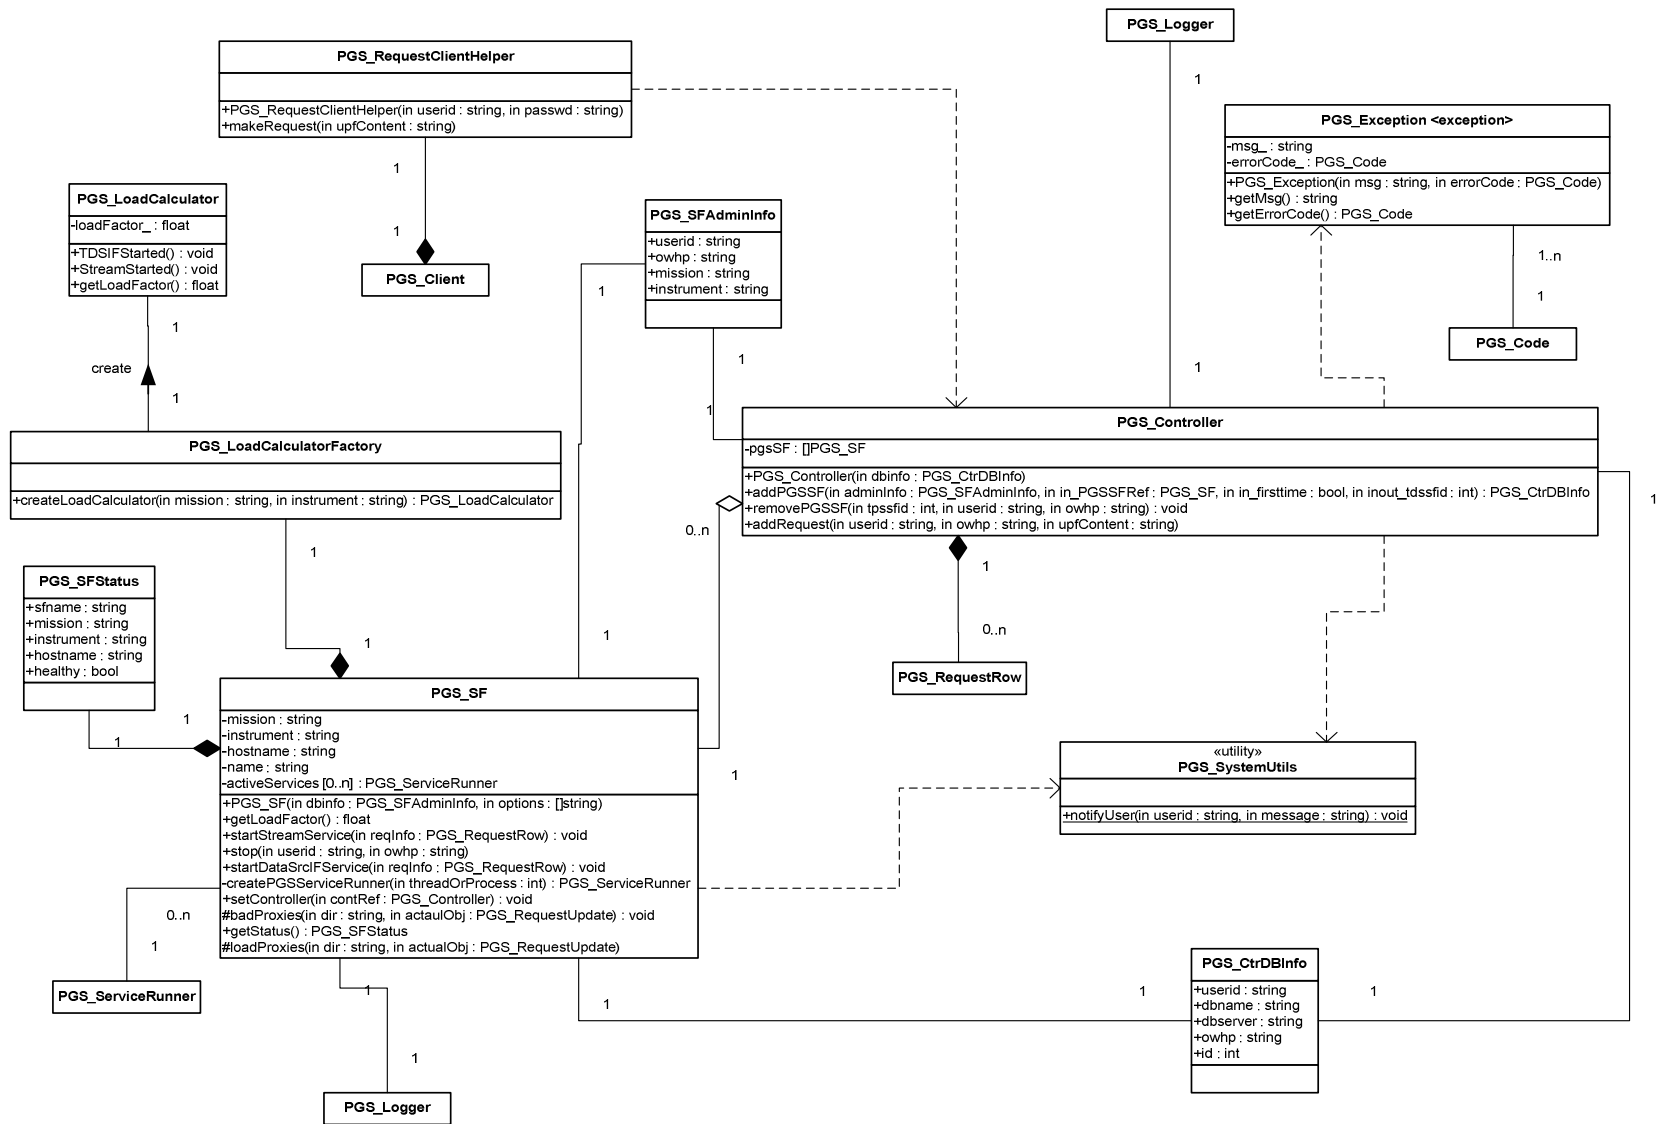 PGS_Logger
1
1
PGS_RequestClientHelper
+PGS_RequestClientHelper(in userid : string, in passwd : string)
+makeRequest(in upfContent : string)
1
1
PGS_Client
PGS_Exception <exception>
-msg_ : string
-errorCode_ : PGS_Code
+PGS_Exception(in msg : string, in errorCode : PGS_Code)
+getMsg() : string
+getErrorCode() : PGS_Code
1..n
1
PGS_Code
PGS_LoadCalculator
-loadFactor_ : float
+TDSIFStarted() : void
+StreamStarted() : void
+getLoadFactor() : float
1
create
1
PGS_SFAdminInfo
+userid : string
+owhp : string
+mission : string
+instrument : string
1
1
1
1
PGS_LoadCalculatorFactory
+createLoadCalculator(in mission : string, in instrument : string) : PGS_LoadCalculator
1
1
PGS_Controller
-pgsSF : []PGS_SF
+PGS_Controller(in dbinfo : PGS_CtrDBInfo)
+addPGSSF(in adminInfo : PGS_SFAdminInfo, in in_PGSSFRef : PGS_SF, in in_firsttime : bool, in inout_tdssfid : int) : PGS_CtrDBInfo
+removePGSSF(in tpssfid : int, in userid : string, in owhp : string) : void
+addRequest(in userid : string, in owhp : string, in upfContent : string)
1
0..n
1
0..n
PGS_RequestRow
PGS_SFStatus
+sfname : string
+mission : string
+instrument : string
+hostname : string
+healthy : bool
1
1
PGS_SF
-mission : string
-instrument : string
-hostname : string
-name : string
-activeServices [0..n] : PGS_ServiceRunner
+PGS_SF(in dbinfo : PGS_SFAdminInfo, in options : []string)
+getLoadFactor() : float
+startStreamService(in reqInfo : PGS_RequestRow) : void
+stop(in userid : string, in owhp : string)
+startDataSrcIFService(in reqInfo : PGS_RequestRow) : void
-createPGSServiceRunner(in threadOrProcess : int) : PGS_ServiceRunner
+setController(in contRef : PGS_Controller) : void
#badProxies(in dir : string, in actaulObj : PGS_RequestUpdate) : void
+getStatus() : PGS_SFStatus
#loadProxies(in dir : string, in actualObj : PGS_RequestUpdate)
1
«utility»
PGS_SystemUtils
+notifyUser(in userid : string, in message : string) : void
0..n
1
PGS_ServiceRunner
1
1
PGS_Logger
1
1
1
PGS_CtrDBInfo
+userid : string
+dbname : string
+dbserver : string
+owhp : string
+id : int